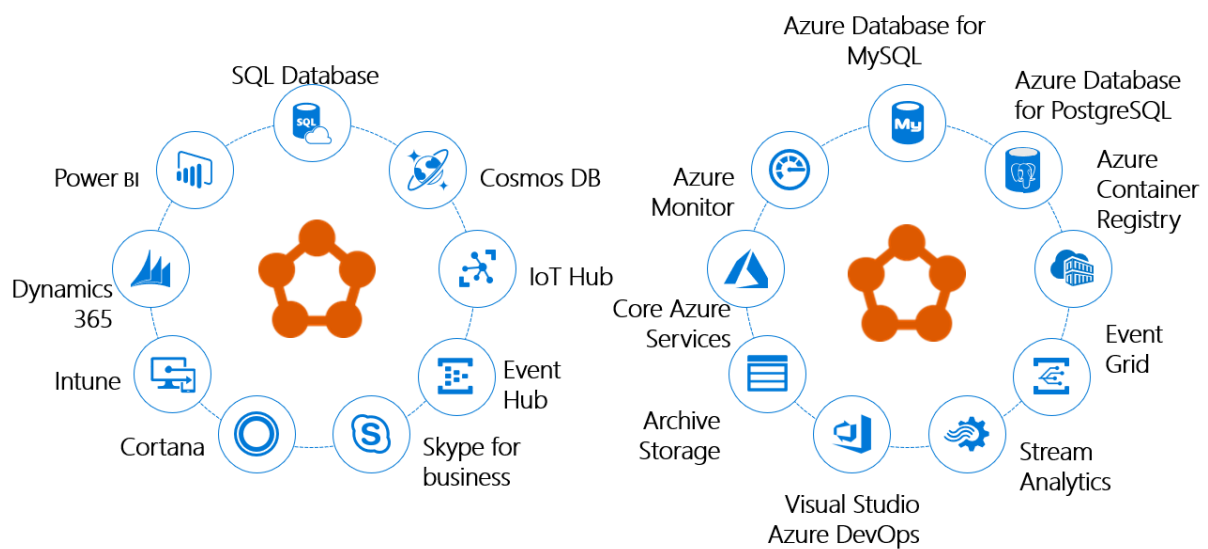 SQL Database
SQL
Cosmos DB
IoT Hub
Event
Hub
Skype for
business
S
Cortana
Intune
Dynamics
365
Power BI
Azure Database for
MySQL
My
Azure Database
for PostgreSQL
Azure
Container
Registry
Event
Grid
Stream
Analytics
Visual Studio
Azure DevOps
Archive
Storage
Core Azure
Services
Azure
Monitor